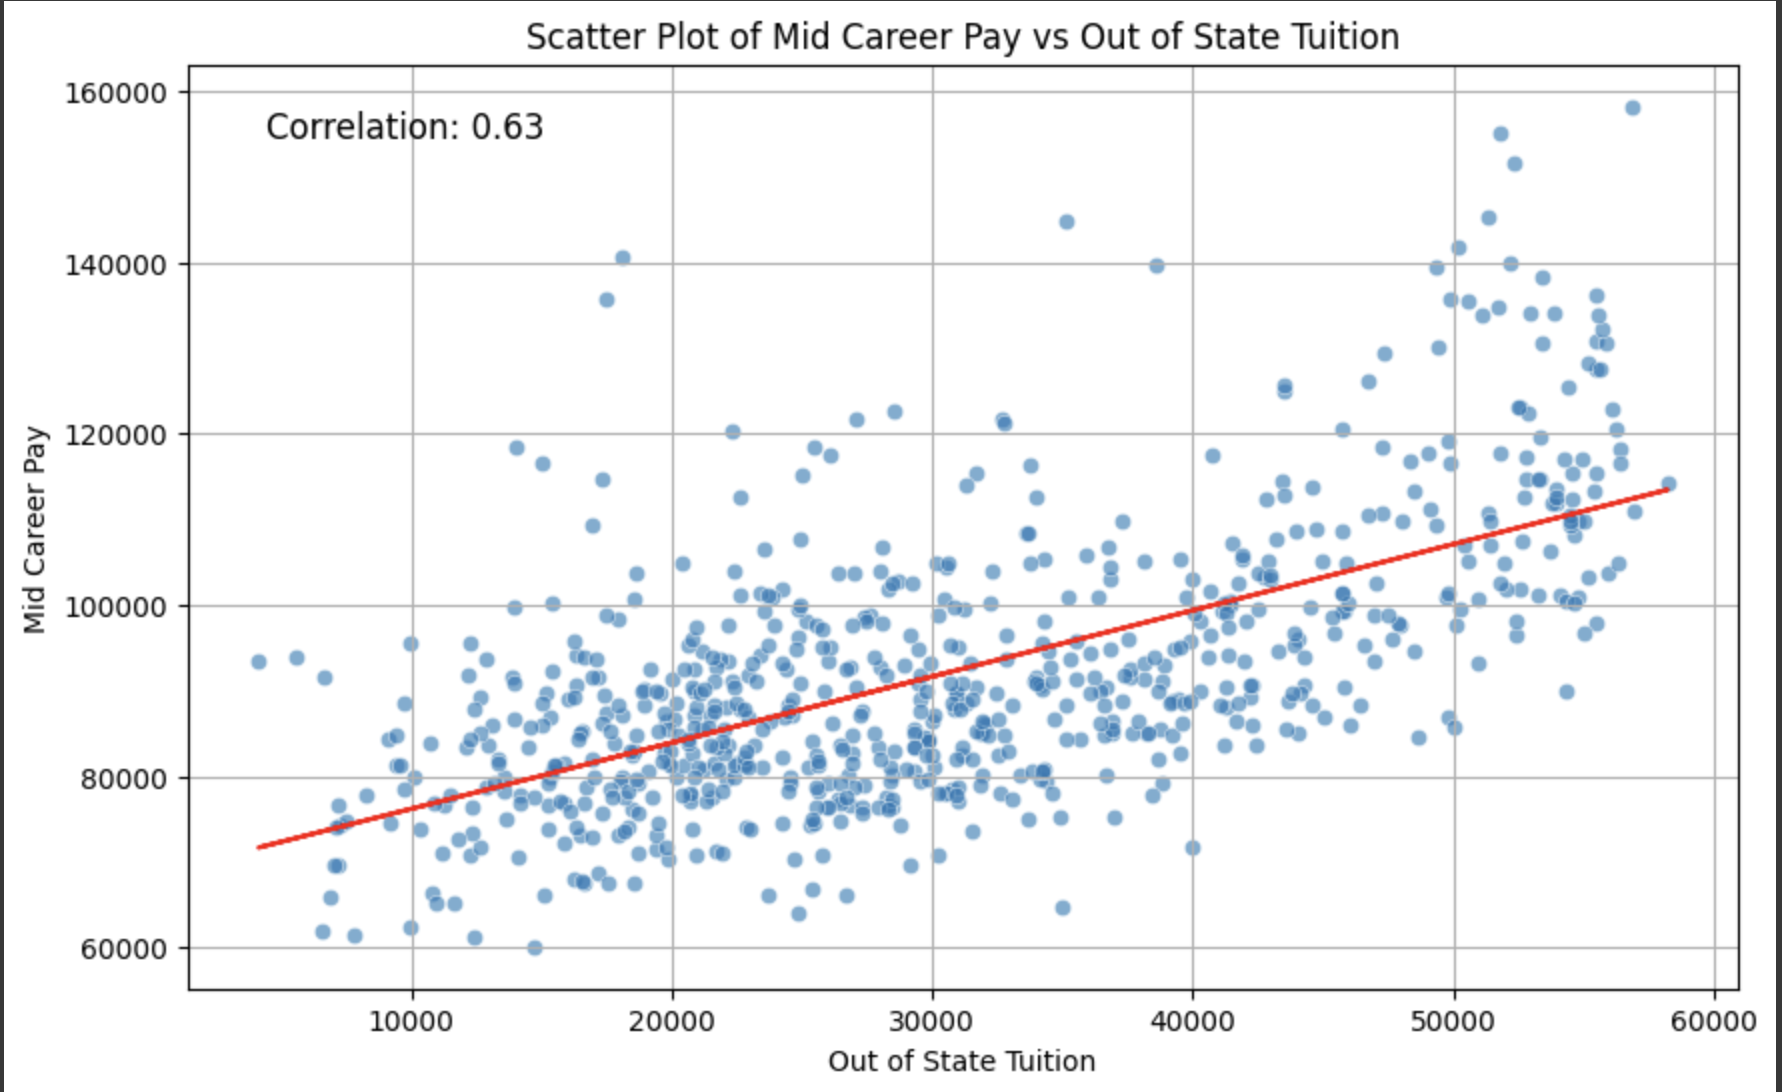 Scatter Plot of Mid Career Pay vs Out of State Tuition
Correlation: 0.63
Mid Career Pay
160000
140000
120000
100000
80000
60000
10000 20000 30000 40000 50000 60000
Out of State Tuition